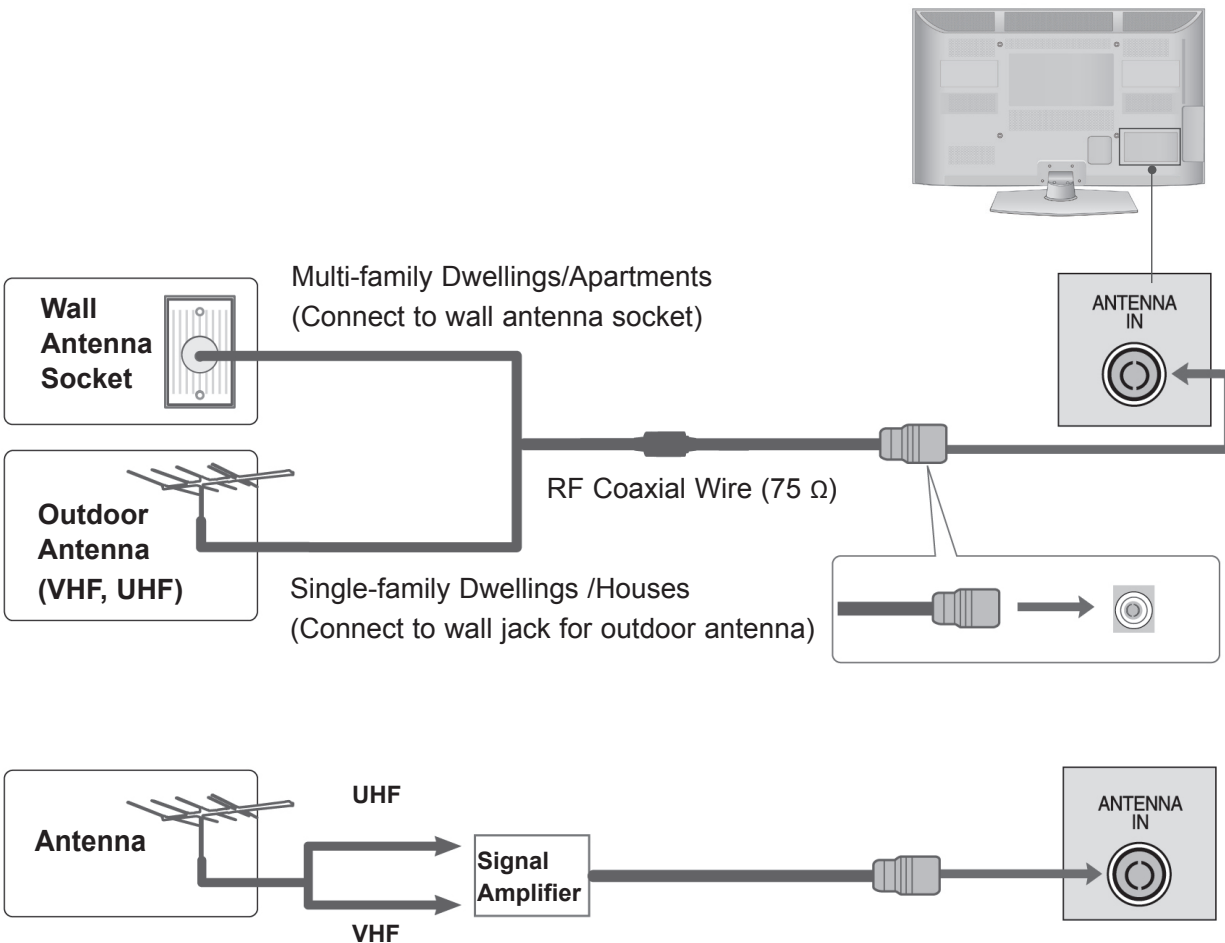 Multi-family Dwellings/Apartments
(Connect to wall antenna socket)
Wall
Antenna
Socket
ANTENNA
IN
RF Coaxial Wire (75 Ω)
Outdoor
Antenna
(VHF, UHF)
Single-family Dwellings /Houses
(Connect to wall jack for outdoor antenna)
Antenna
UHF
VHF
Signal
Amplifier
ANTENNA
IN